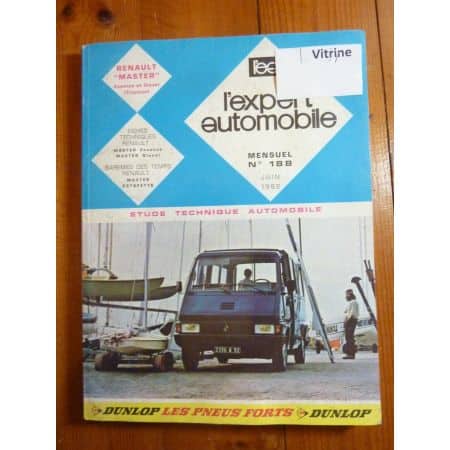 RENAULT
"MASTER"
Essence et Diesel
Vitrine
l'expert
automobile
FICHES
TECHNIQUES
RENAULT
MASTER Essence
MASTER Diesel
BAREMES DES TEMPS
RENAULT
MASTER
ESTAFETTE
MENSUEL
N° 188
JUIN
1982
ETUDE TECHNIQUE AUTOMOBILE
DUNLOP LES PNEUS FORTS DUNLOP